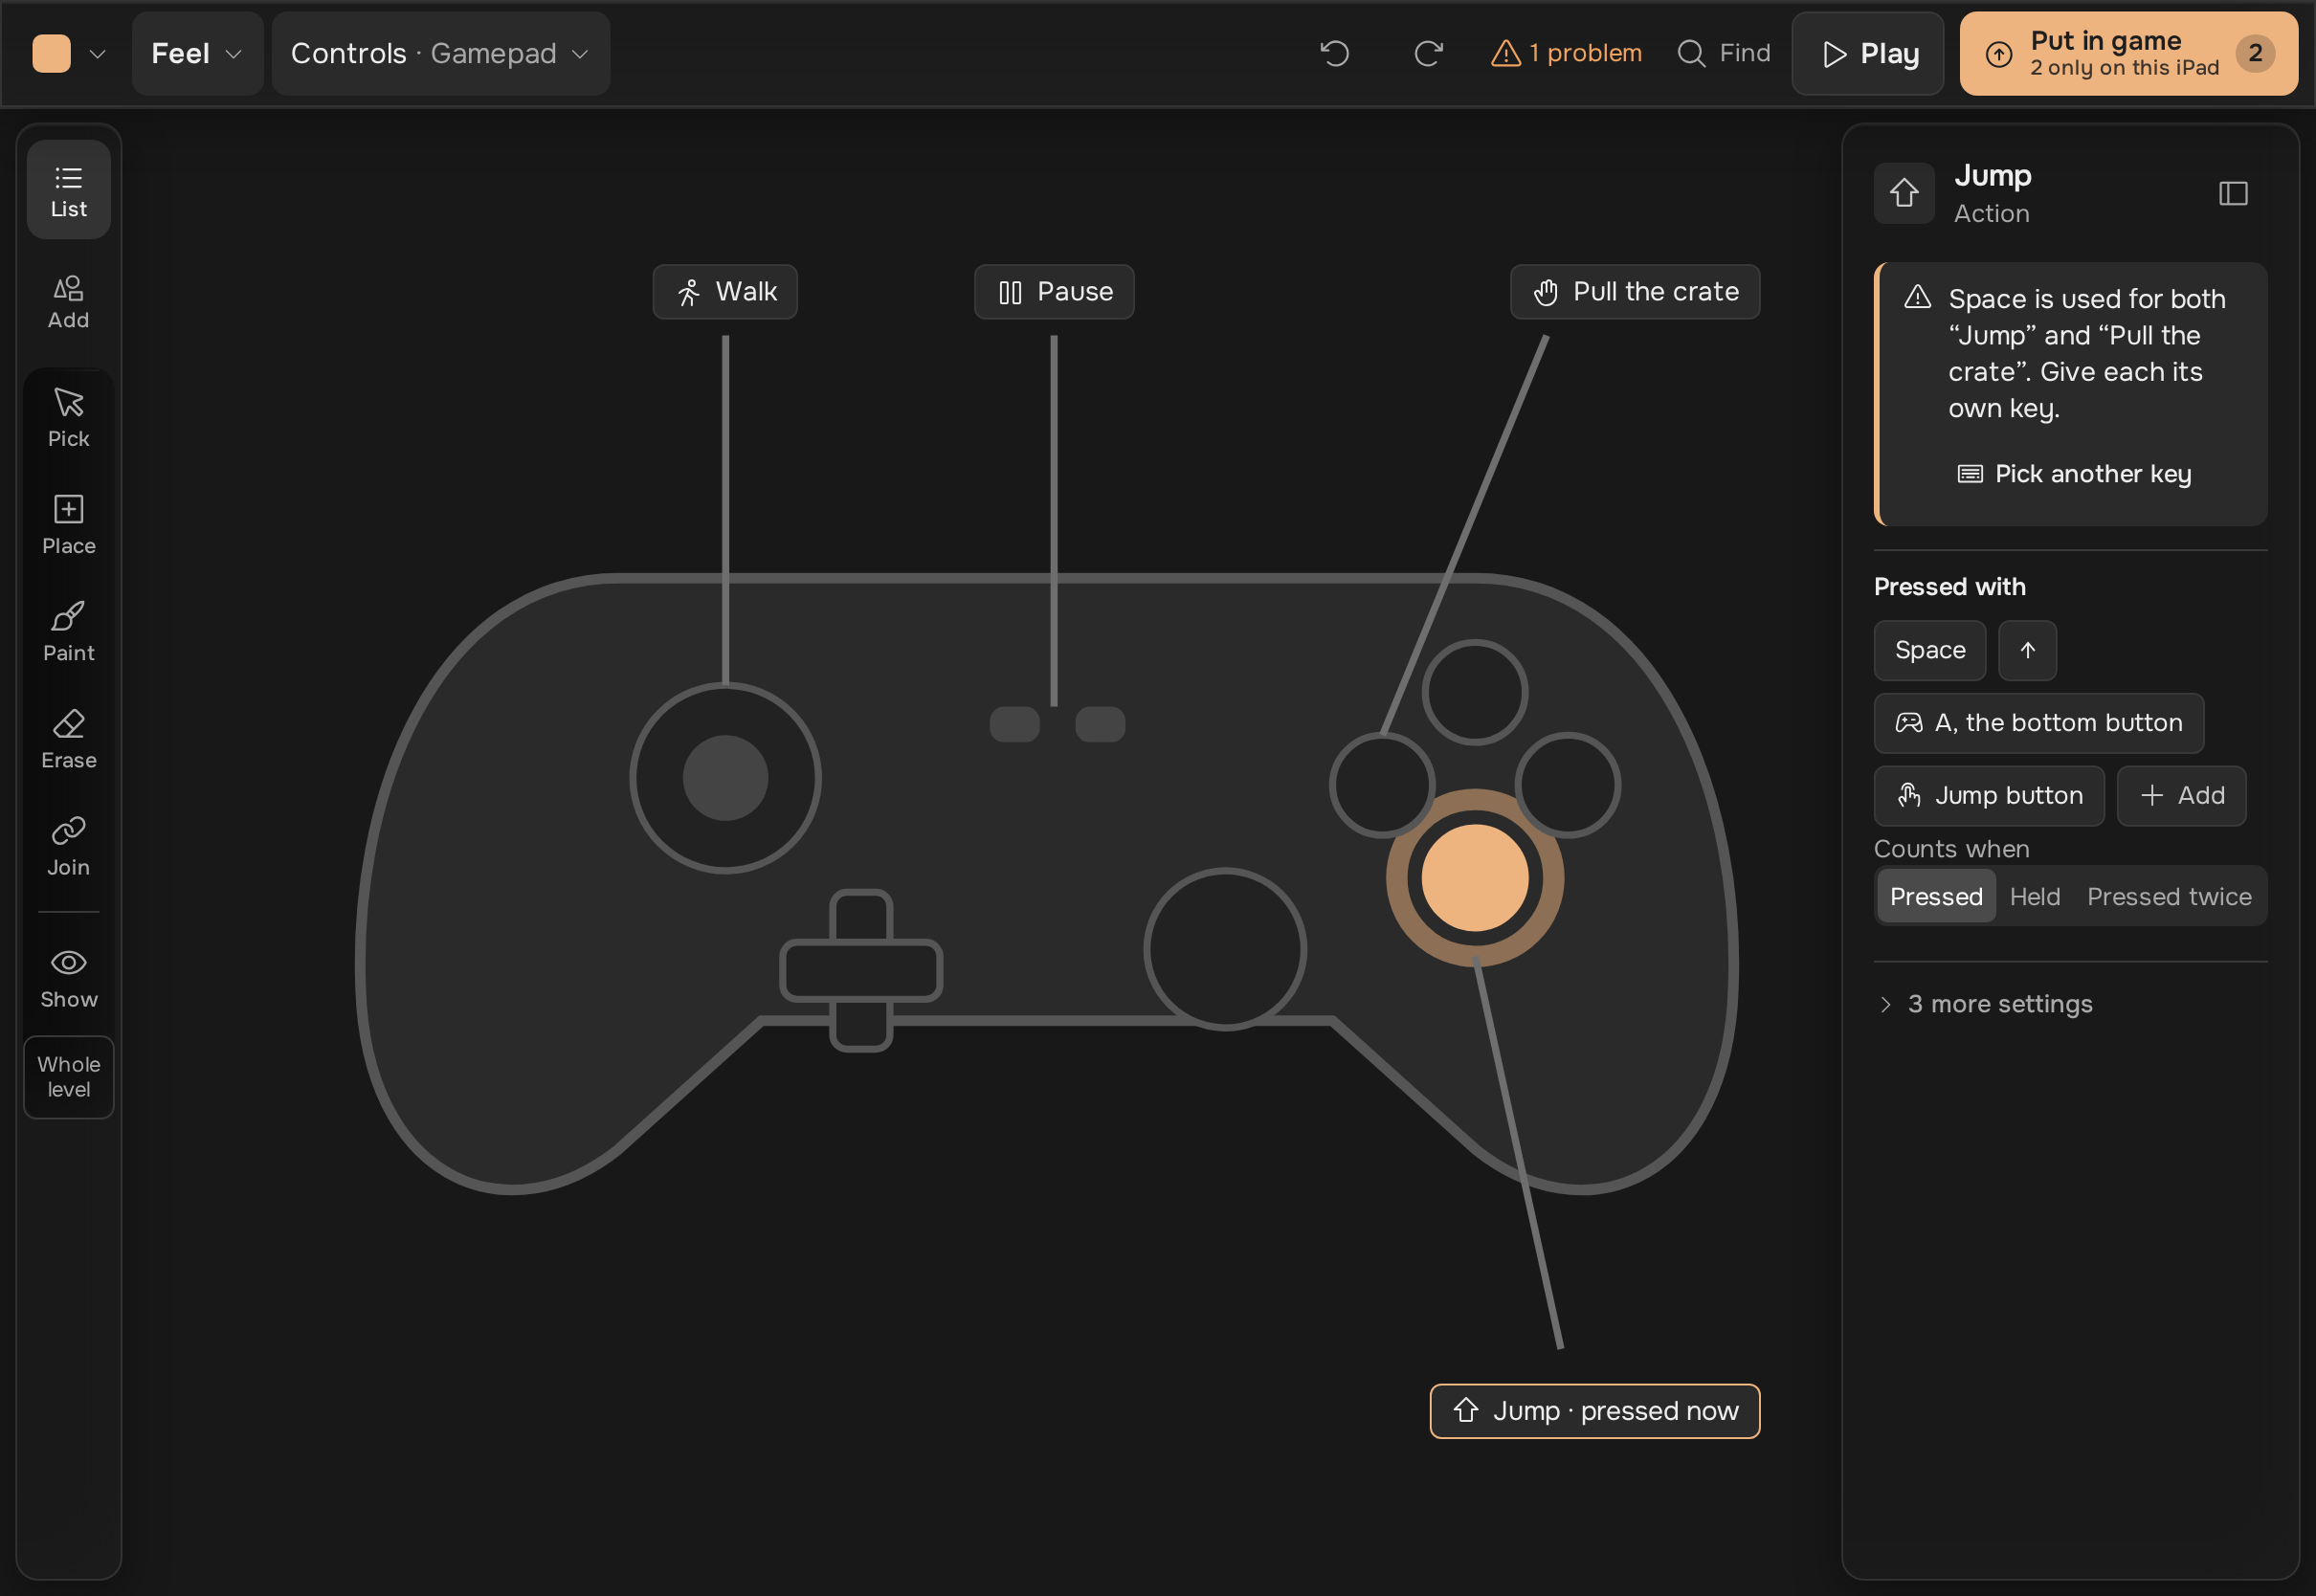 Feel
Controls · Gamepad
1 problem
Find
Play
Put in game
2 only on this iPad
2
List
Add
Pick
Place
Paint
Erase
Join
Show
Whole
level
Walk
Pause
Pull the crate
Jump · pressed now
Jump
Action
Space is used for both
“Jump” and “Pull the
crate”. Give each its
own key.
Pick another key
Pressed with
Space
↑
A, the bottom button
Jump button
Add
Counts when
Pressed Held Pressed twice
3 more settings